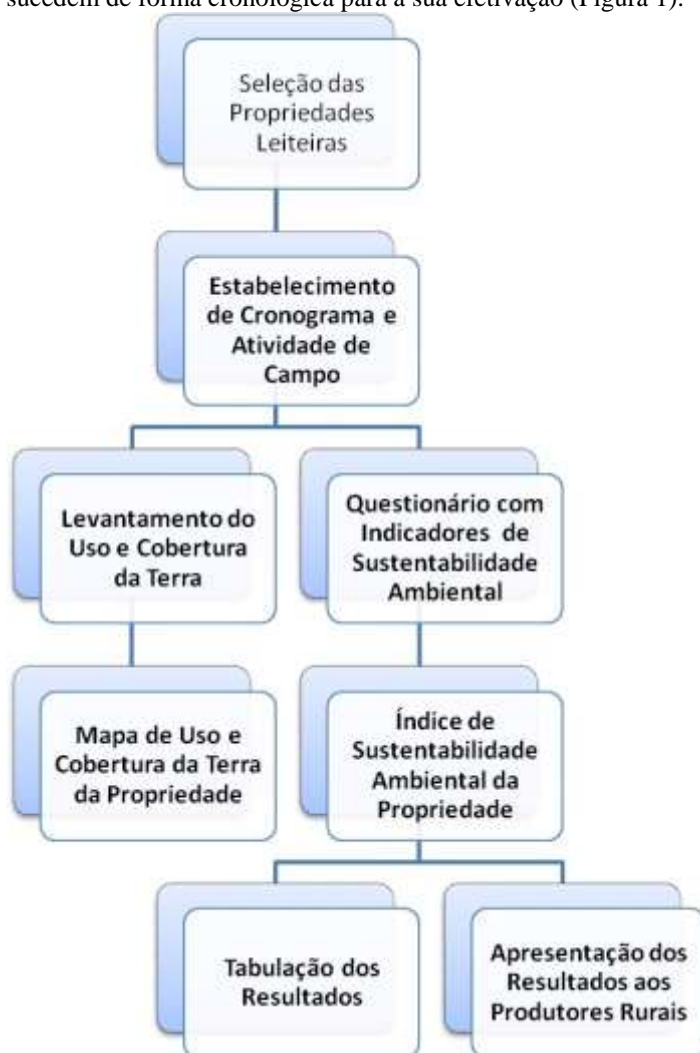 sucedem de forma cronológica para a sua efetivação (Figura 1).
Seleção das
Propriedades
Leiteiras
Estabelecimento
de Cronograma e
Atividade de
Campo
Levantamento do
Uso e Cobertura
da Terra
Questionário com
Indicadores de
Sustentabilidade
Ambiental
Mapa de Uso e
Cobertura da Terra
da Propriedade
Índice de
Sustentabilidade
Ambiental da
Propriedade
Tabulação dos
Resultados
Apresentação dos
Resultados aos
Produtores Rurais